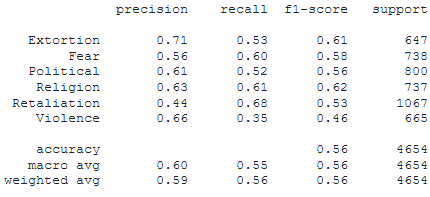 precision recall f1-score support
Extortion 0.71 0.53 0.61 647
Fear 0.56 0.60 0.58 738
Political 0.61 0.52 0.56 800
Religion 0.63 0.61 0.62 737
Retaliation 0.44 0.68 0.53 1067
Violence 0.66 0.35 0.46 665
accuracy 0.56 4654
macro avg 0.60 0.55 0.56 4654
weighted avg 0.59 0.56 0.56 4654